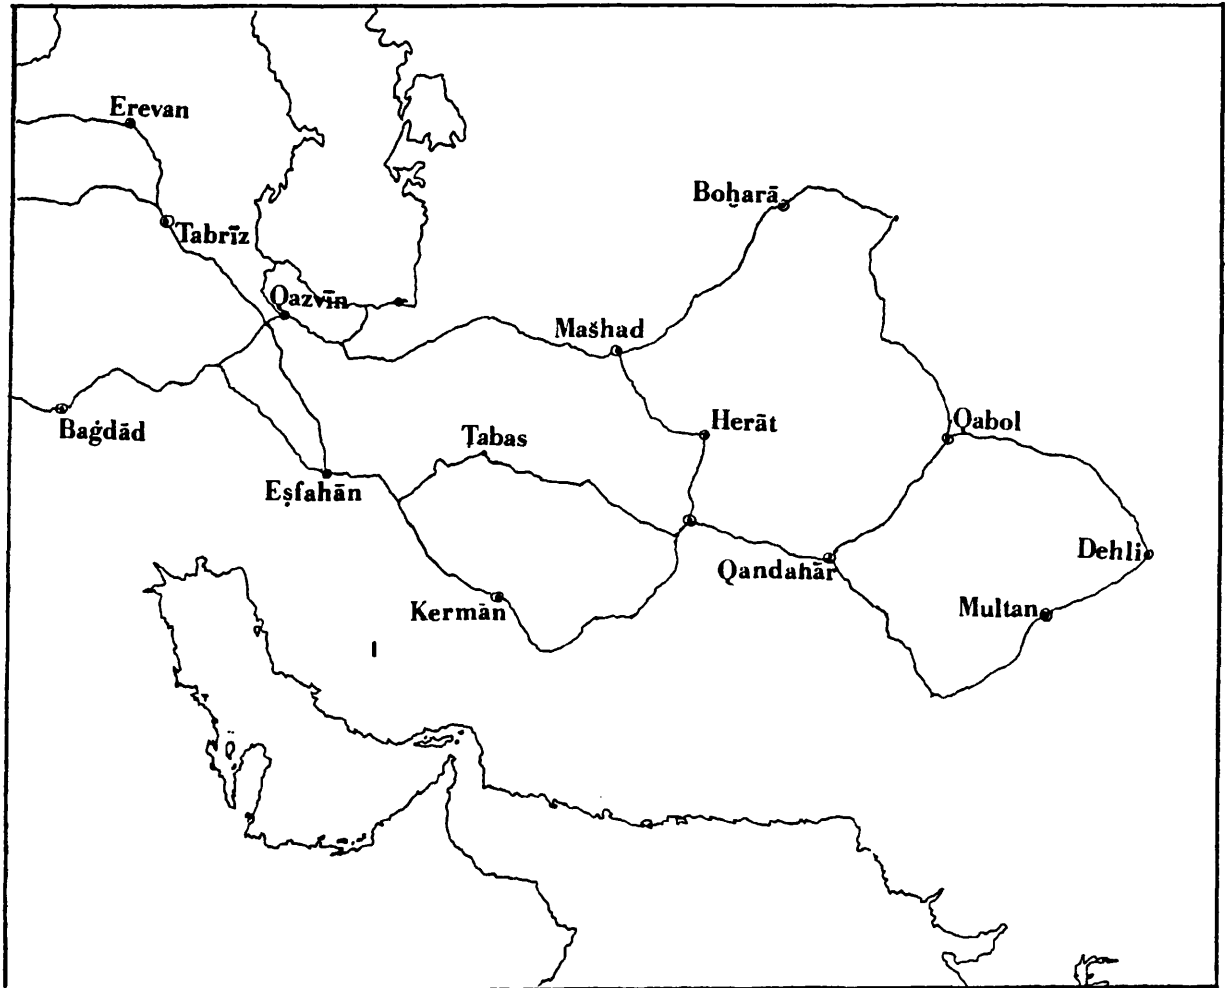 Erevan
Boḫarā
Tabrīz
Qazvīn
Mašhad
Herāt
Qabol
Baġdād
Ṭabas
Eṣfahān
Dehli
Qandahār
Kermān
Multan